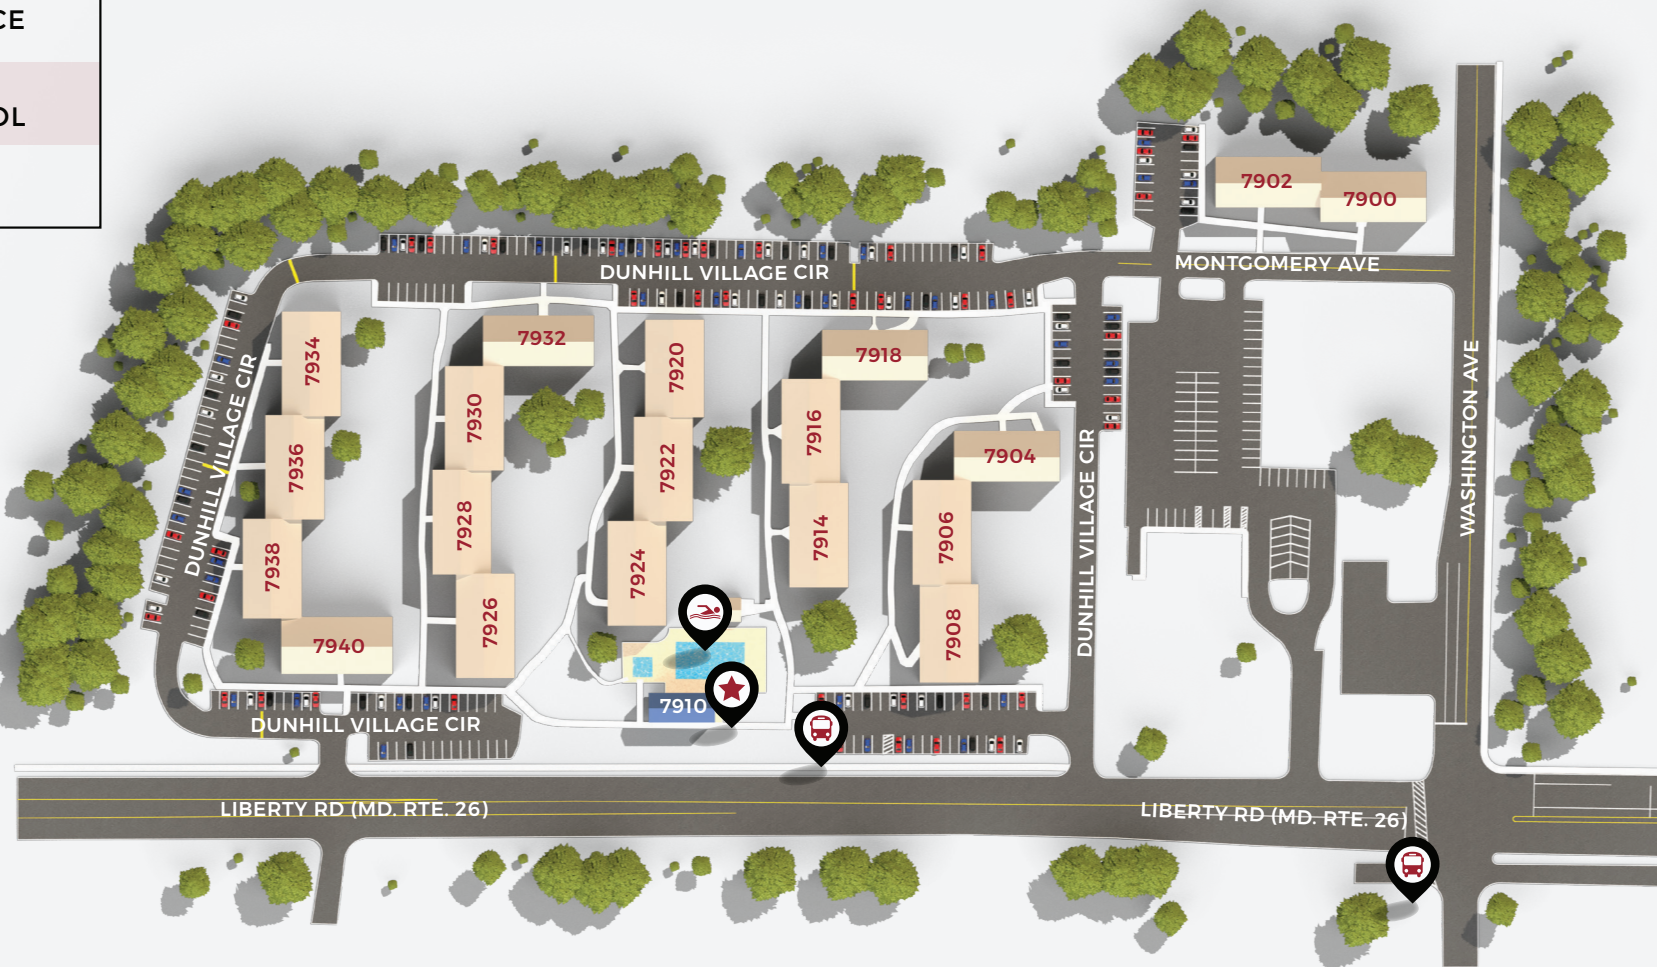 CE
OL
7902
7900
MONTGOMERY AVE
DUNHILL VILLAGE CIR
7934
7932
7920
7918
7936
7930
7922
7916
7904
DUNHILL VILLAGE CIR
DUNHILL VILLAGE CIR
WASHINGTON AVE
7938
7928
7924
7914
7906
7940
7926
7908
7910
DUNHILL VILLAGE CIR
LIBERTY RD (MD. RTE. 26)
LIBERTY RD (MD. RTE. 26)